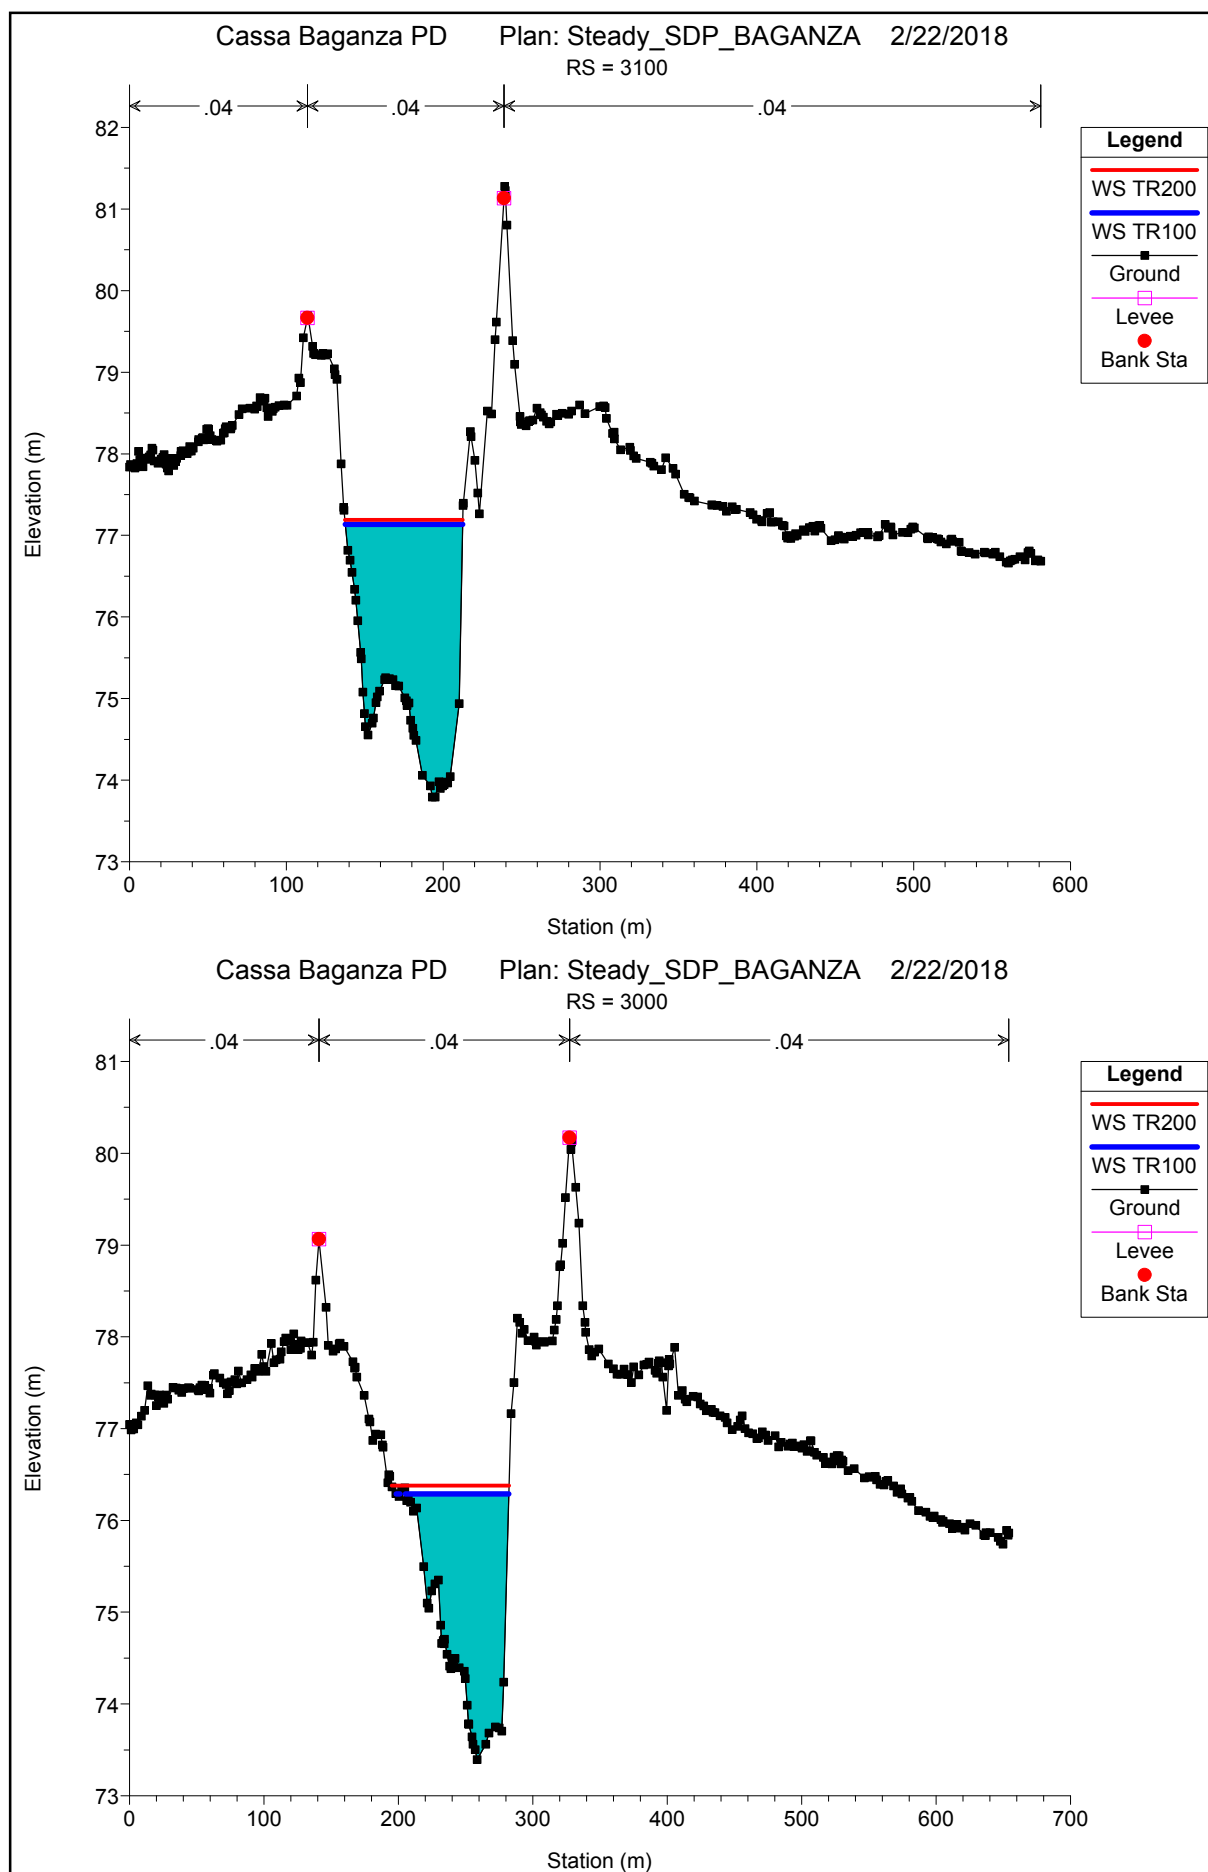 Cassa Baganza PD Plan: Steady_SDP_BAGANZA 2/22/2018
RS = 3100
.04 .04 .04
82
81
80
79
78
77
76
75
74
73
0 100 200 300 400 500 600
Elevation (m)
Station (m)
Legend
WS TR200
WS TR100
Ground
Levee
Bank Sta
Cassa Baganza PD Plan: Steady_SDP_BAGANZA 2/22/2018
RS = 3000
.04 .04 .04
81
80
79
78
77
76
75
74
73
0 100 200 300 400 500 600 700
Elevation (m)
Station (m)
Legend
WS TR200
WS TR100
Ground
Levee
Bank Sta